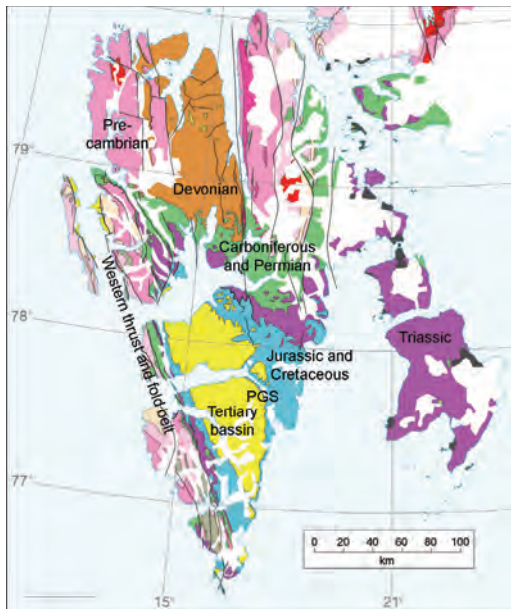 Pre-
cambrian
79°
Devonian
Carboniferous
and Permian
Western thrust and fold belt
78°
Triassic
Jurassic and
Cretaceous
PGS
Tertiary
bassin
77°
0 20 40 60 80 100
km
15°
21°